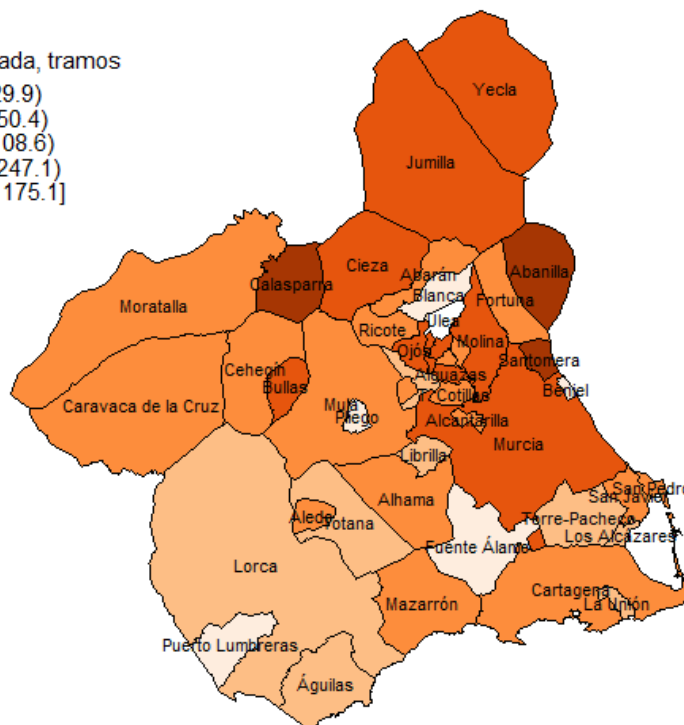 ada, tramos
29.9)
50.4)
08.6)
247.1)
175.1]
Yecla
Jumilla
Cieza
Abarán
Abanilla
Calasparra
Blanca
Fortuna
Moratalla
Ulea
Ricote
Molina
Ojós
Santomera
Cehegín
Alguazas
Bullas
Beniel
T. Cotillas
Caravaca de la Cruz
Mula
Pliego
Alcantarilla
Murcia
Librilla
San Pedro
Alhama
San Javier
Aledo
Totana
Torre-Pacheco
Fuente Álamo
Los Alcázares
Lorca
Cartagena
Mazarrón
La Unión
Puerto Lumbreras
Águilas